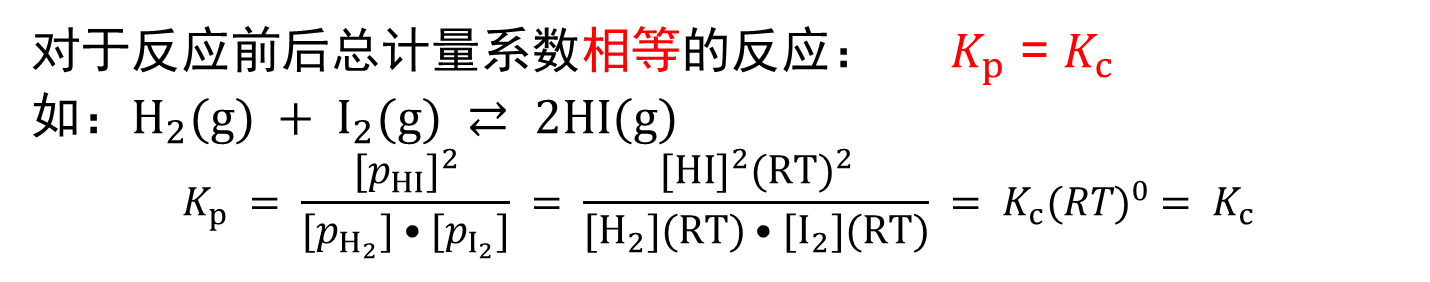 对于反应前后总计量系数相等的反应： Kp = Kc
如：H₂(g) + I₂(g) ⇄ 2HI(g)
Kp = [pHI]² / [pH₂]•[pI₂] = [HI]²(RT)² / [H₂](RT)•[I₂](RT) = Kc(RT)⁰ = Kc